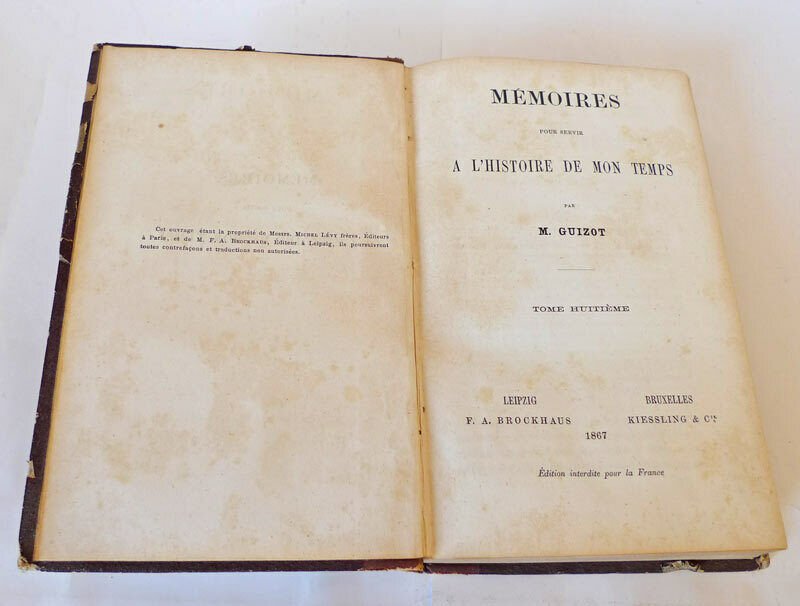 Cet ouvrage étant la propriété de Messrs. MICHEL LÉVY frères, Éditeurs
à Paris, et de M. F. A. BROCKHAUS, Éditeur à Leipzig, ils poursuivront
toutes contrefaçons et traductions non autorisées.
MÉMOIRES
POUR SERVIR
A L'HISTOIRE DE MON TEMPS
PAR
M. GUIZOT
TOME HUITIÈME
LEIPZIG BRUXELLES
F. A. BROCKHAUS KIESSLING & Cie.
1867
Édition interdite pour la France